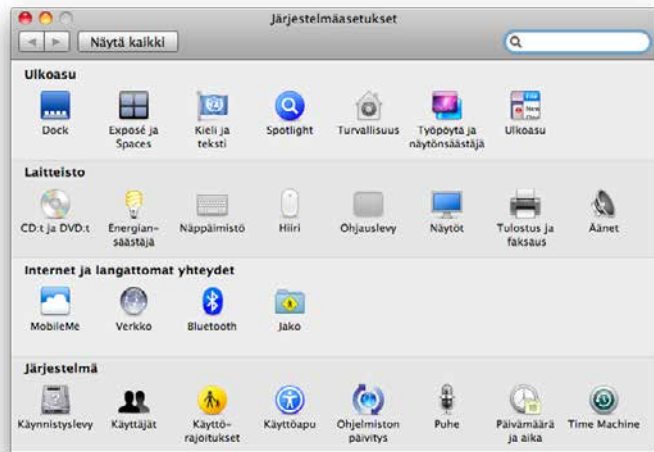 Järjestelmäasetukset
Näytä kaikki
Ulkoasu
Dock
Exposé ja
Spaces
Kieli ja
teksti
Spotlight
Turvallisuus
Työpöytä ja
näytönsäästäjä
Ulkoasu
Laitteisto
CD:t ja DVD:t
Energian-
säästäjä
Näppäimistö
Hiiri
Ohjauslevy
Näytöt
Tulostus ja
faksaus
Äänet
Internet ja langattomat yhteydet
MobileMe
Verkko
Bluetooth
Jako
Järjestelmä
Käynnistyslevy
Käyttäjät
Käyttö-
rajoitukset
Käyttöapu
Ohjelmiston
päivitys
Puhe
Päivämäärä
ja aika
Time Machine